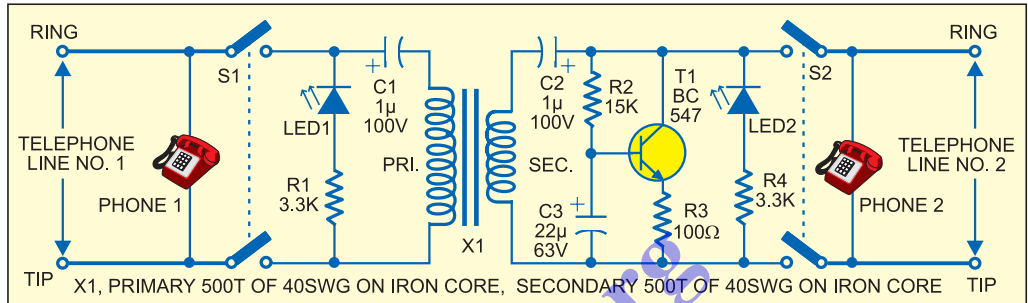 RING
RING
S1
S2
C1
1µ
100V
+
LED1
R1
3.3K
PRI.
X1
SEC.
C2
1µ
100V
+
R2
15K
T1
BC
547
LED2
R4
3.3K
C3
22µ
63V
+
R3
100Ω
TELEPHONE
LINE NO. 1
PHONE 1
PHONE 2
TELEPHONE
LINE NO. 2
TIP
TIP
X1, PRIMARY 500T OF 40SWG ON IRON CORE, SECONDARY 500T OF 40SWG ON IRON CORE
rg